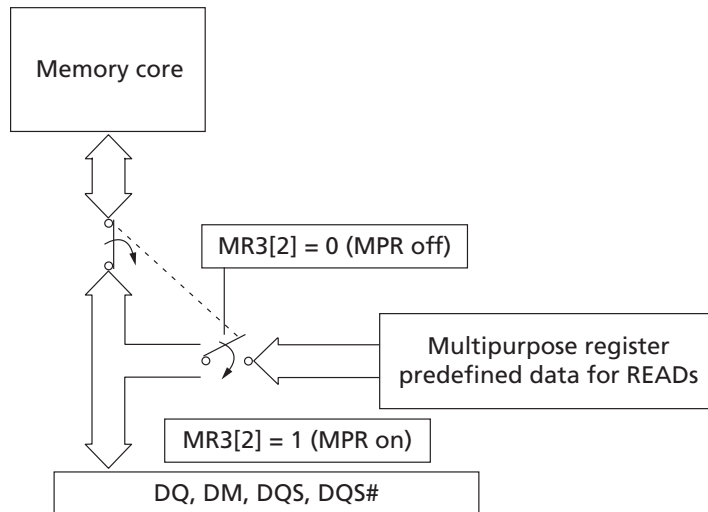 Memory core
MR3[2] = 0 (MPR off)
Multipurpose register
predefined data for READs
MR3[2] = 1 (MPR on)
DQ, DM, DQS, DQS#